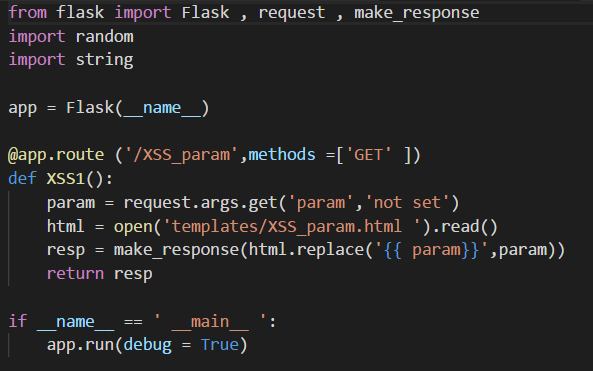 from flask import Flask , request , make_response
import random
import string

app = Flask(__name__)

@app.route ('/XSS_param',methods =['GET' ])
def XSS1():
    param = request.args.get('param','not set')
    html = open('templates/XSS_param.html ').read()
    resp = make_response(html.replace('{{ param}}',param))
    return resp

if __name__ == ' __main__ ':
    app.run(debug = True)